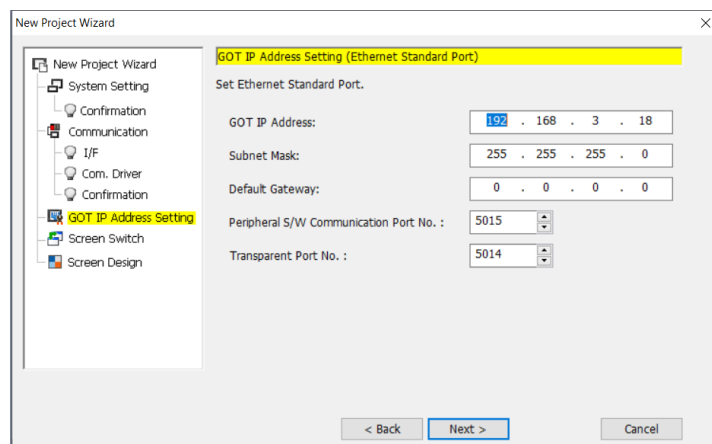 New Project Wizard
New Project Wizard
System Setting
Confirmation
Communication
I/F
Com. Driver
Confirmation
GOT IP Address Setting
Screen Switch
Screen Design
GOT IP Address Setting (Ethernet Standard Port)
Set Ethernet Standard Port.
GOT IP Address: 192 . 168 . 3 . 18
Subnet Mask: 255 . 255 . 255 . 0
Default Gateway: 0 . 0 . 0 . 0
Peripheral S/W Communication Port No. : 5015
Transparent Port No. : 5014
< Back Next > Cancel